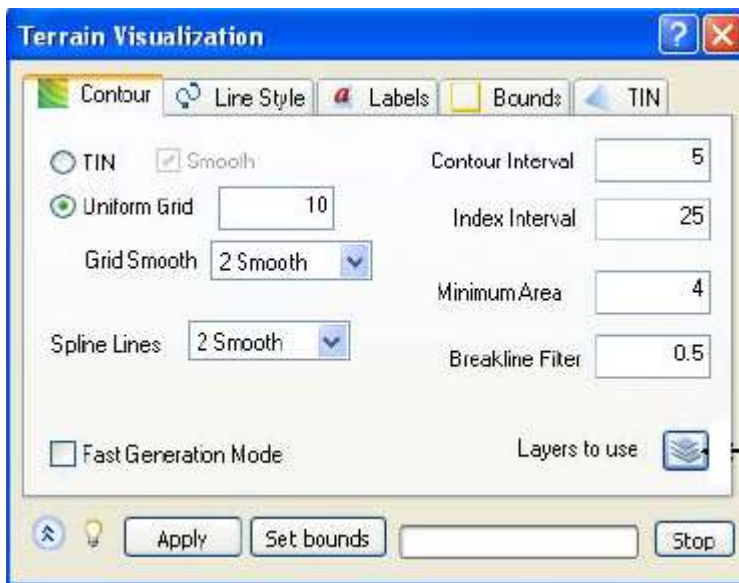 Terrain Visualization
Contour Line Style Labels Bounds TIN
TIN Smooth Contour Interval 5
Uniform Grid 10 Index Interval 25
Grid Smooth 2 Smooth
Minimum Area 4
Spline Lines 2 Smooth Breakline Filter 0.5
Fast Generation Mode Layers to use
Apply Set bounds Stop